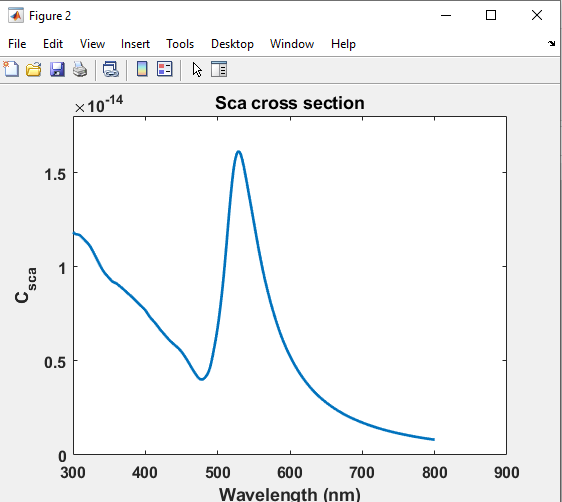 Figure 2
File Edit View Insert Tools Desktop Window Help
×10-14
Sca cross section
1.5
1
0.5
0
Csca
300 400 500 600 700 800 900
Wavelength (nm)